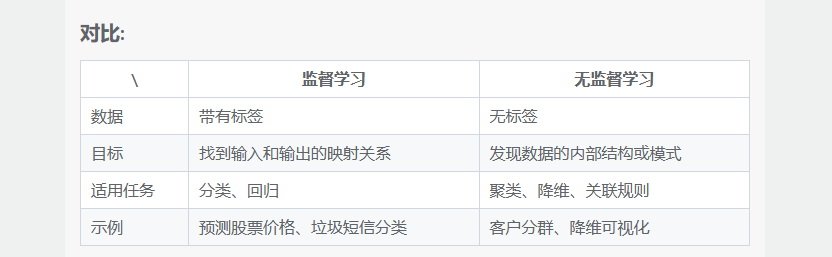 对比:
\ 监督学习 无监督学习
数据 带有标签 无标签
目标 找到输入和输出的映射关系 发现数据的内部结构或模式
适用任务 分类、回归 聚类、降维、关联规则
示例 预测股票价格、垃圾短信分类 客户分群、降维可视化